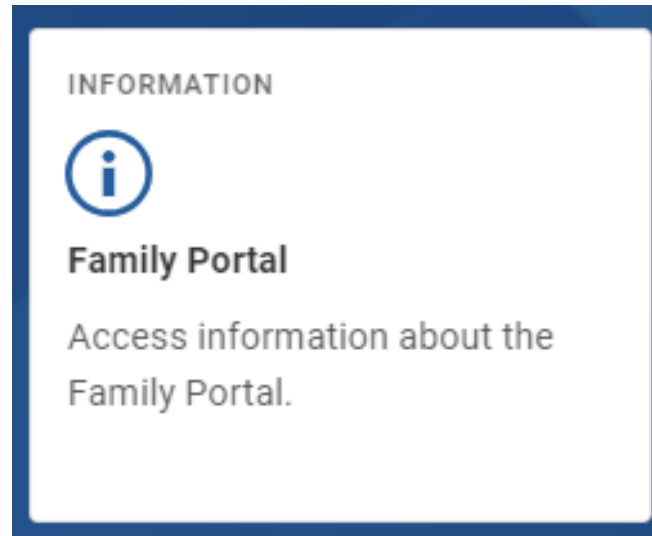 INFORMATION
Family Portal
Access information about the
Family Portal.